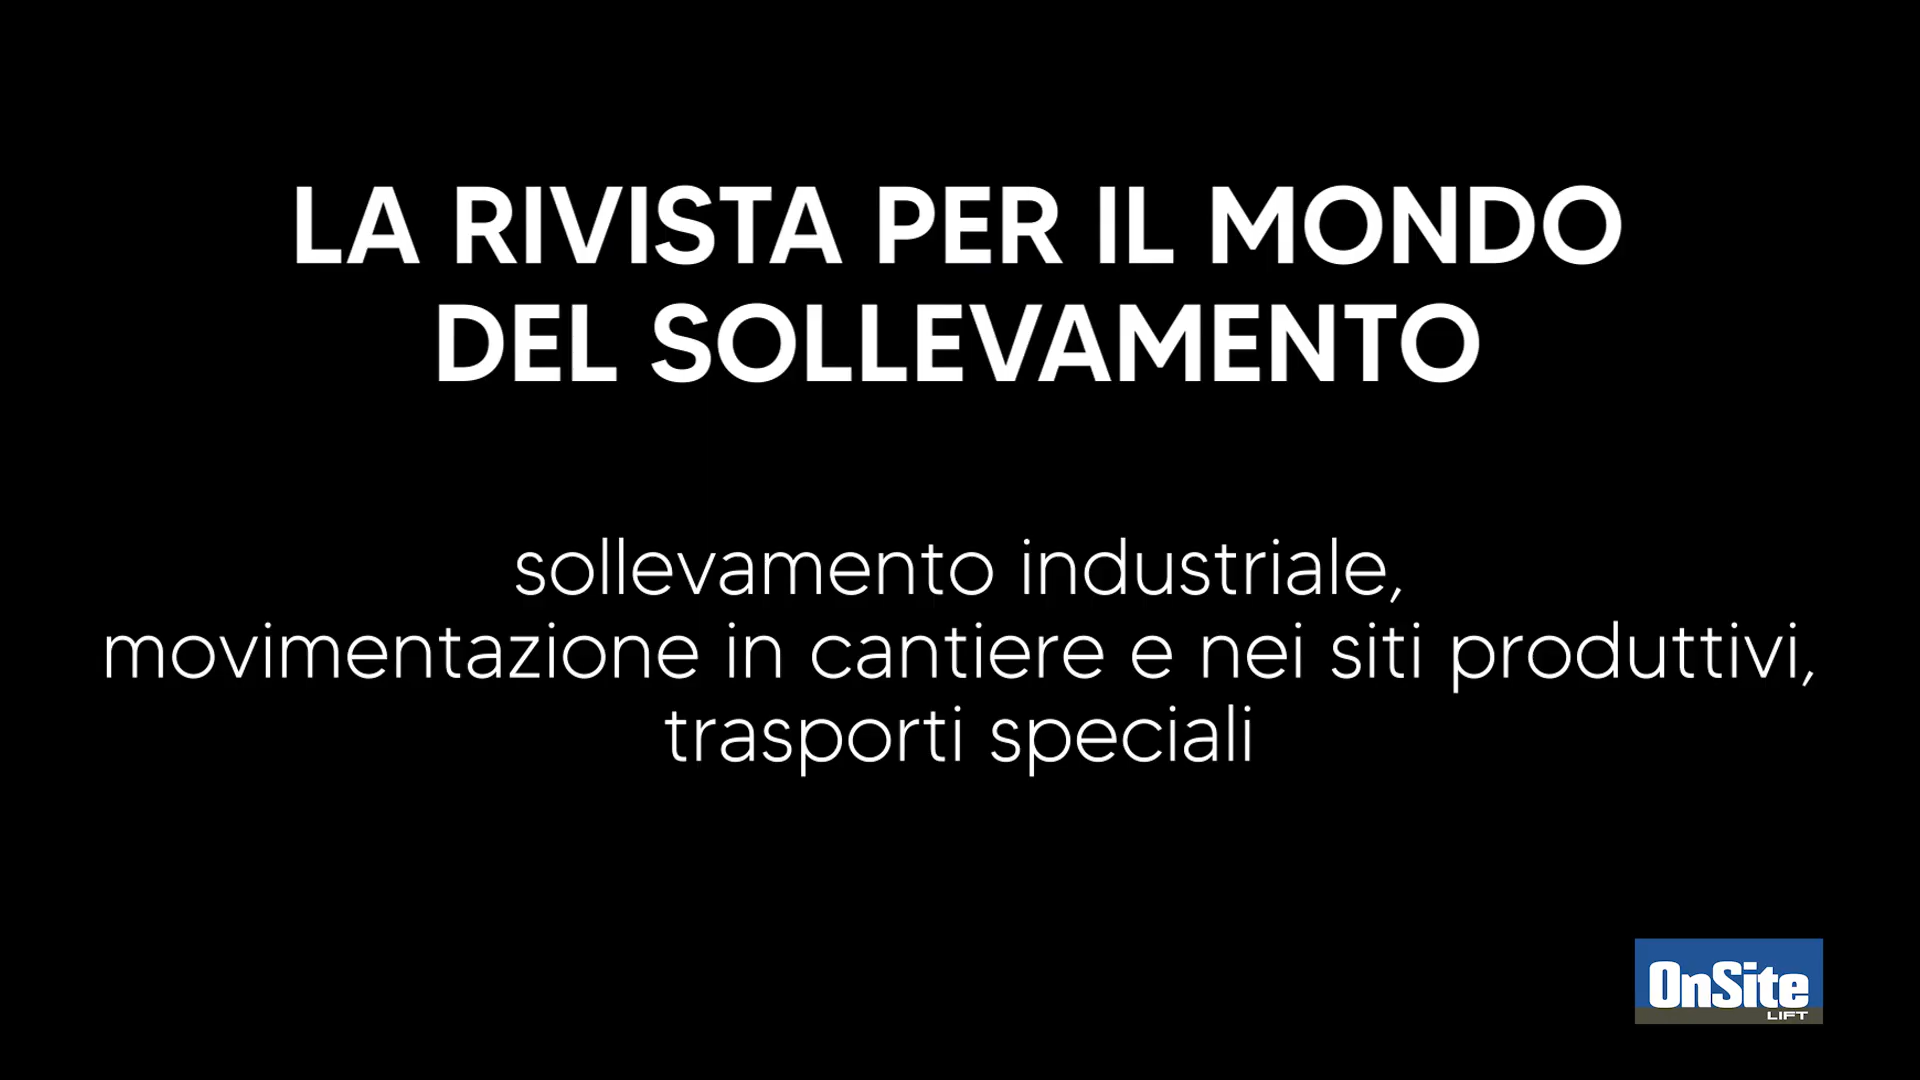 LA RIVISTA PER IL MONDO
DEL SOLLEVAMENTO
sollevamento industriale,
movimentazione in cantiere e nei siti produttivi,
trasporti speciali
OnSite
LIFT